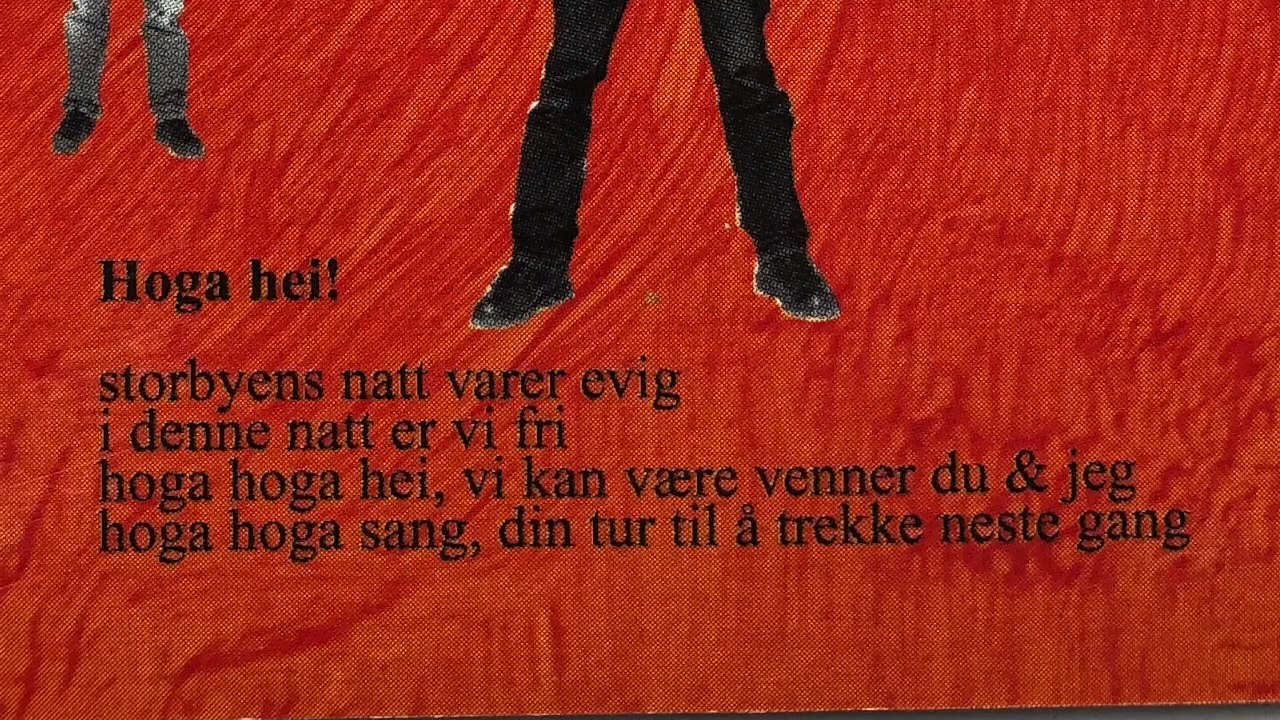 Hoga hei!
storbyens natt varer evig
i denne natt er vi fri
hoga hoga hei, vi kan være venner du & jeg
hoga hoga sang, din tur til å trekke neste gang